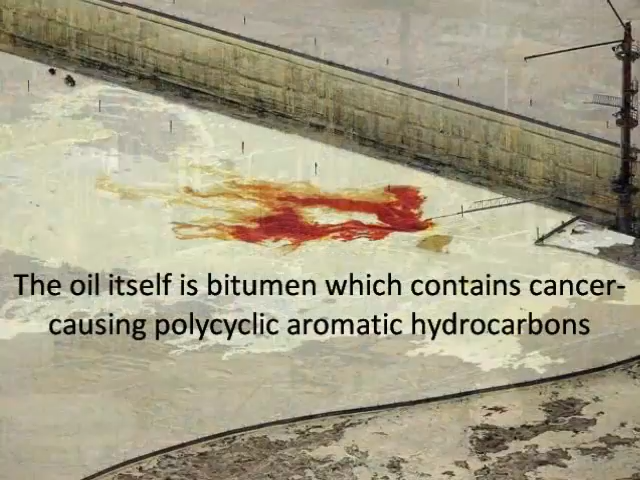 The oil itself is bitumen which contains cancer-
causing polycyclic aromatic hydrocarbons